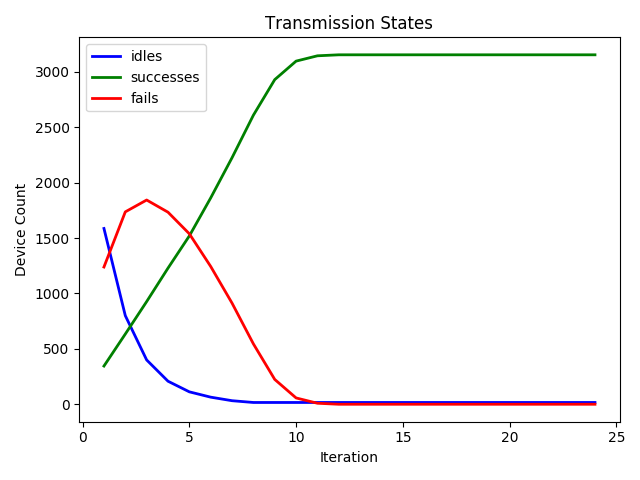 Transmission States
idles
successes
fails
Device Count
3000
2500
2000
1500
1000
500
0
0 5 10 15 20 25
Iteration